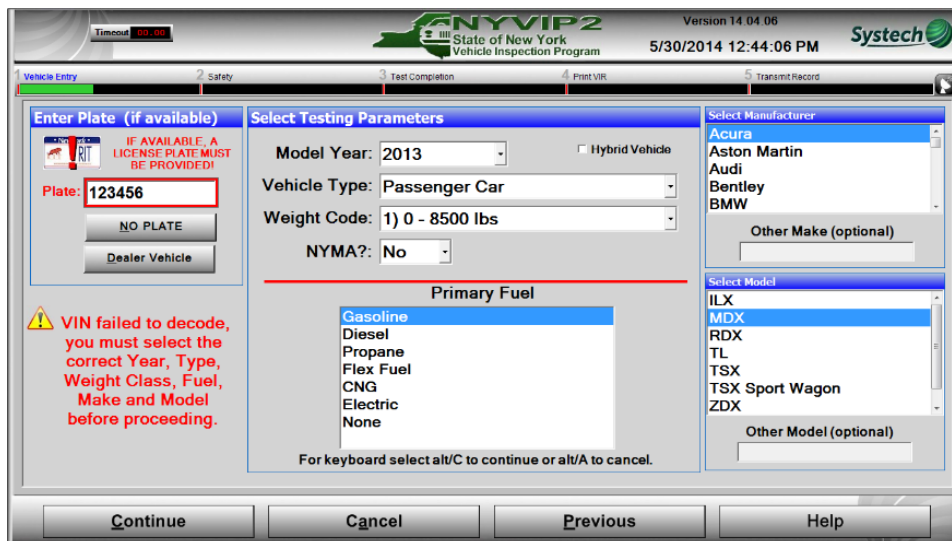 Timeout 00.00
NYVIP2
State of New York
Vehicle Inspection Program
Version 14.04.06
5/30/2014 12:44:06 PM
Systech
1 Vehicle Entry
2 Safety
3 Test Completion
4 Print VIR
5 Transmit Record
Enter Plate (if available)
RIT
IF AVAILABLE, A
LICENSE PLATE MUST
BE PROVIDED!
Plate: 123456
NO PLATE
Dealer Vehicle
VIN failed to decode,
you must select the
correct Year, Type,
Weight Class, Fuel,
Make and Model
before proceeding.
Select Testing Parameters
Model Year: 2013
Hybrid Vehicle
Vehicle Type: Passenger Car
Weight Code: 1) 0 - 8500 lbs
NYMA?: No
Primary Fuel
Gasoline
Diesel
Propane
Flex Fuel
CNG
Electric
None
For keyboard select alt/C to continue or alt/A to cancel.
Select Manufacturer
Acura
Aston Martin
Audi
Bentley
BMW
Other Make (optional)
Select Model
ILX
MDX
RDX
TL
TSX
TSX Sport Wagon
ZDX
Other Model (optional)
Continue
Cancel
Previous
Help